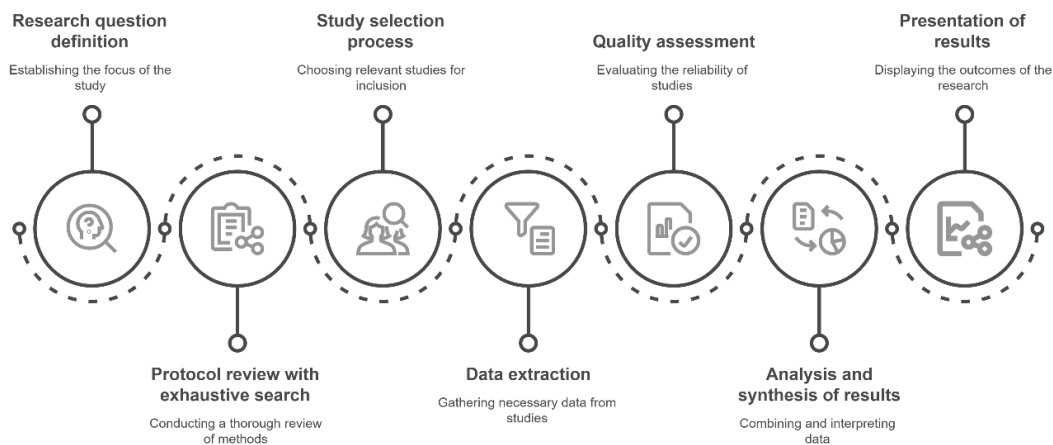 Research question
definition
Establishing the focus of the
study
Protocol review with
exhaustive search
Conducting a thorough review
of methods
Study selection
process
Choosing relevant studies for
inclusion
Data extraction
Gathering necessary data from
studies
Quality assessment
Evaluating the reliability of
studies
Analysis and
synthesis of results
Combining and interpreting
data
Presentation of
results
Displaying the outcomes of the
research